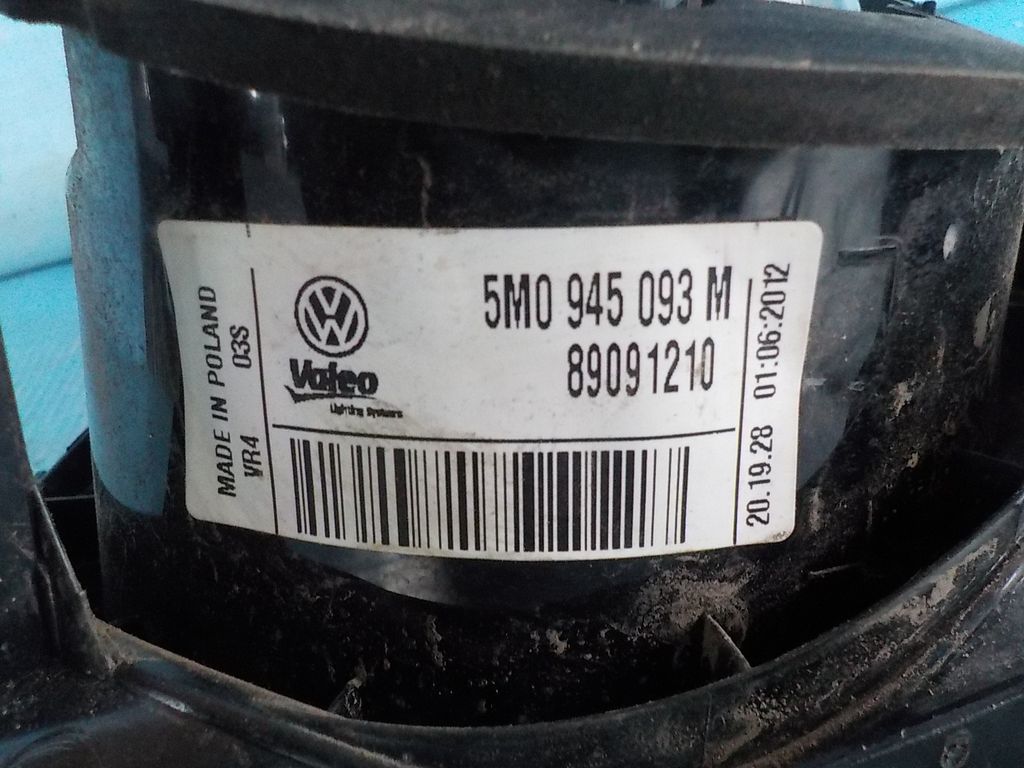 MADE IN POLAND
VR4 03S
Valeo
Lighting Systems
5M0 945 093 M
89091210
20.19.28 01:06:2012